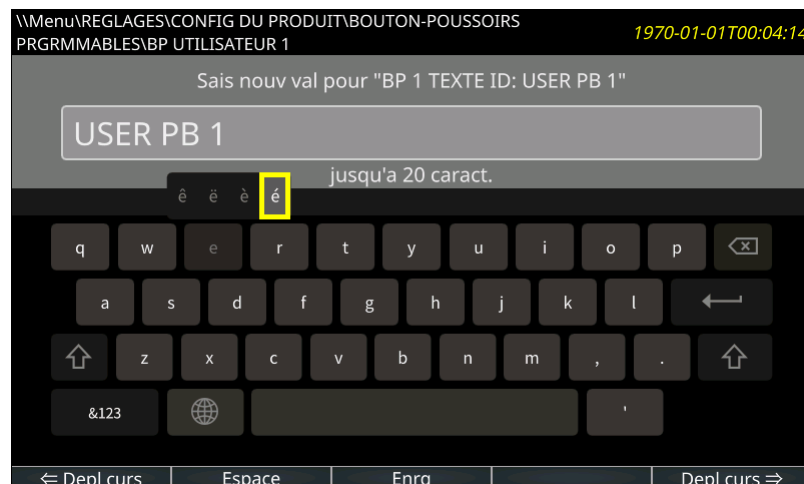 \\Menu\REGLAGES\CONFIG DU PRODUIT\BOUTON-POUSSOIRS
PRGRMMABLES\BP UTILISATEUR 1
1970-01-01T00:04:14
Sais nouv val pour "BP 1 TEXTE ID: USER PB 1"
USER PB 1
jusqu'a 20 caract.
ê ë è é
q w e r t y u i o p
a s d f g h j k l
z x c v b n m , .
&123 '
⇐ Depl curs Espace Enrg Depl curs ⇒